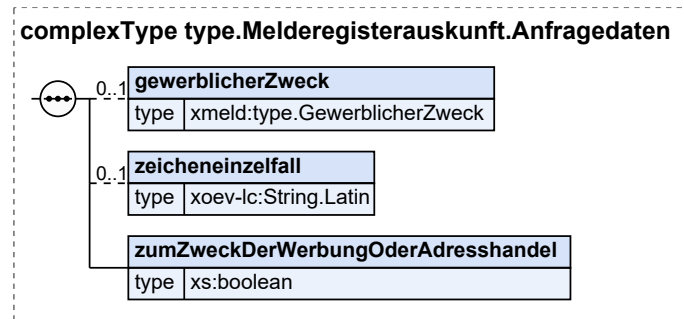 complexType type.Melderegisterauskunft.Anfragedaten
0..1 gewerblicherZweck
type xmeld:type.GewerblicherZweck
0..1 zeicheneinzelfall
type xoev-lc:String.Latin
zumZweckDerWerbungOderAdresshandel
type xs:boolean